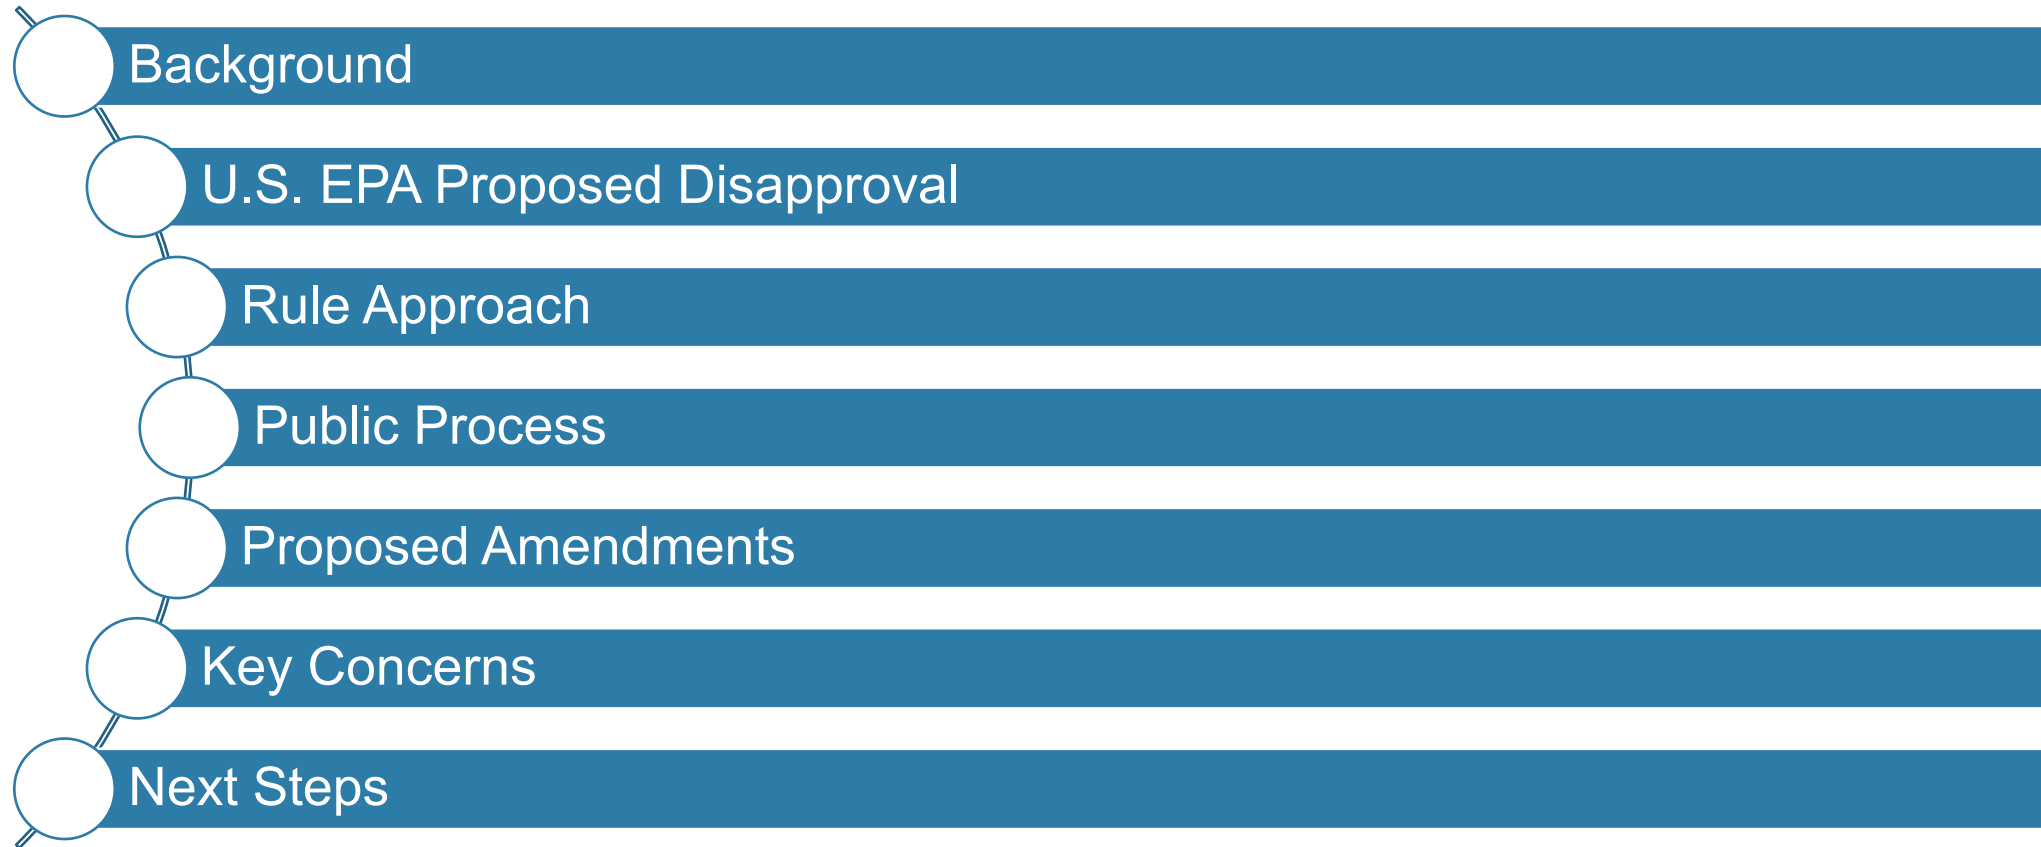 Background
U.S. EPA Proposed Disapproval
Rule Approach
Public Process
Proposed Amendments
Key Concerns
Next Steps